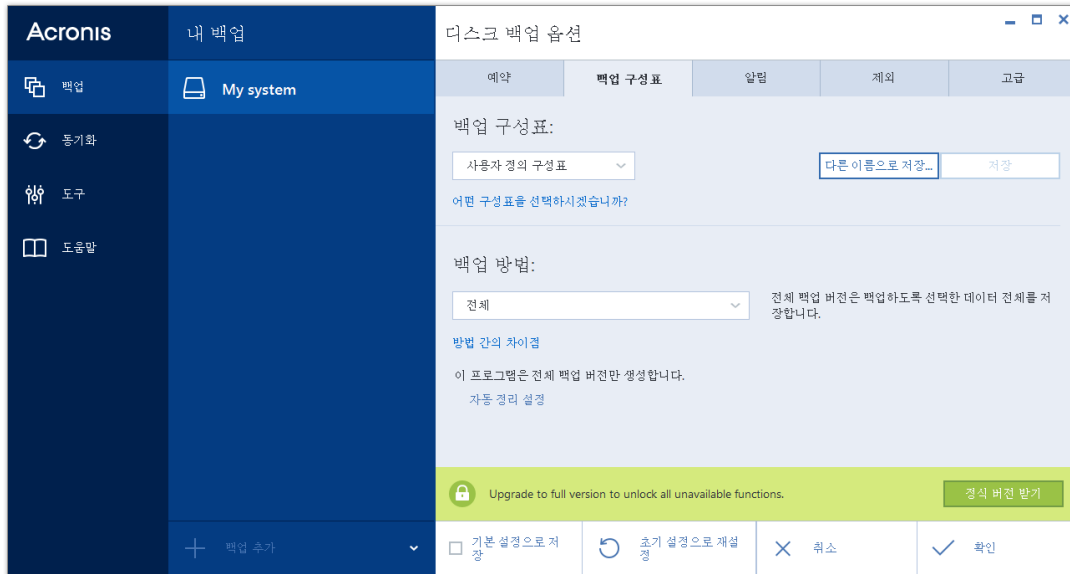 Acronis
내 백업
디스크 백업 옵션
백업
동기화
도구
도움말
My system
예약
백업 구성표
알림
제외
고급
백업 구성표:
사용자 정의 구성표
다른 이름으로 저장...
저장
어떤 구성표를 선택하시겠습니까?
백업 방법:
전체
전체 백업 버전은 백업하도록 선택한 데이터 전체를 저
장합니다.
방법 간의 차이점
이 프로그램은 전체 백업 버전만 생성합니다.
자동 정리 설정
Upgrade to full version to unlock all unavailable functions.
정식 버전 받기
백업 추가
기본 설정으로 저
장
초기 설정으로 재설
정
취소
확인